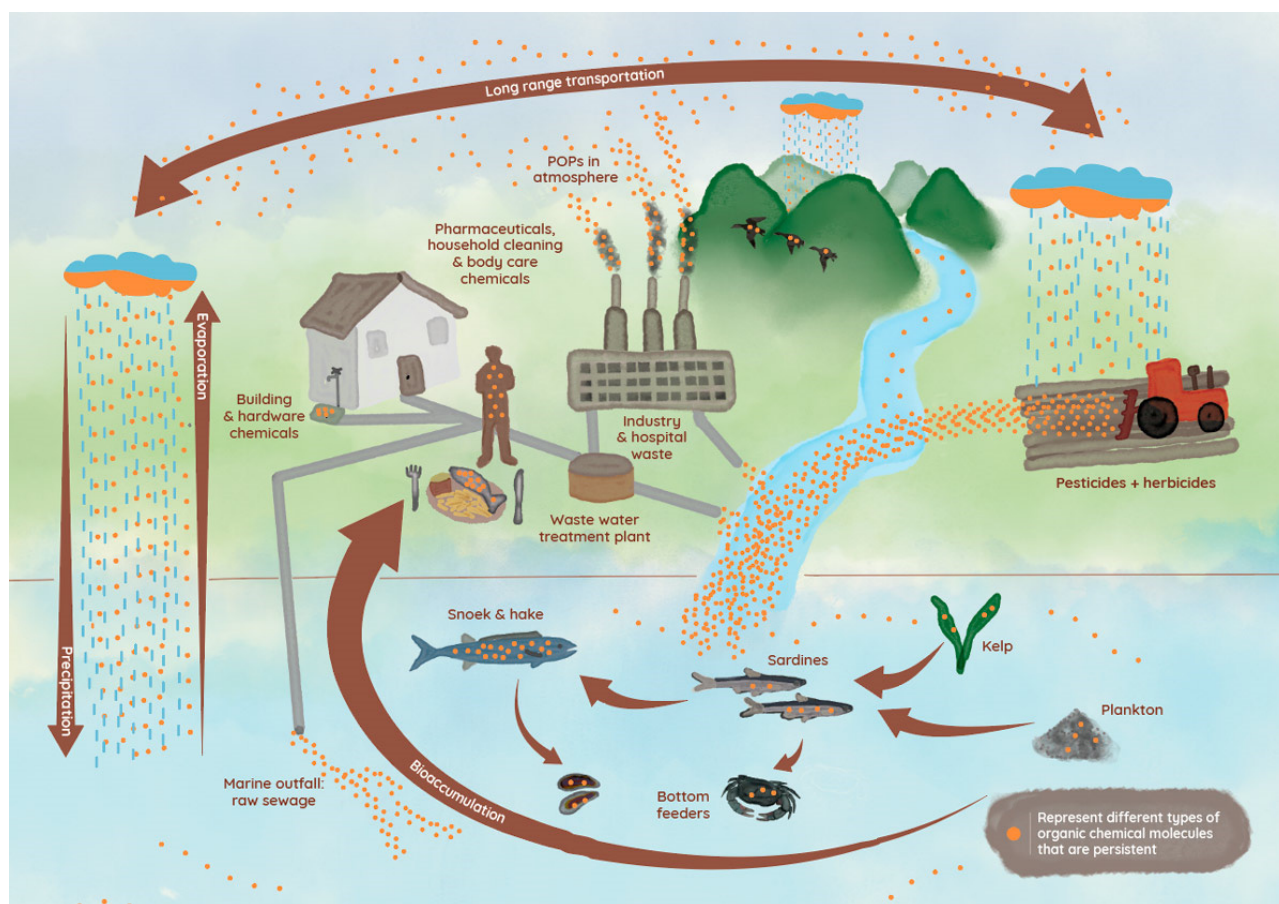 Long range transportation
POPs in
atmosphere
Pharmaceuticals,
household cleaning
& body care
chemicals
Evaporation
Building
& hardware
chemicals
Industry
& hospital
waste
Pesticides + herbicides
Waste water
treatment plant
Precipitation
Snoek & hake
Sardines
Kelp
Plankton
Marine outfall:
raw sewage
Bioaccumulation
Bottom
feeders
Represent different types of
organic chemical molecules
that are persistent